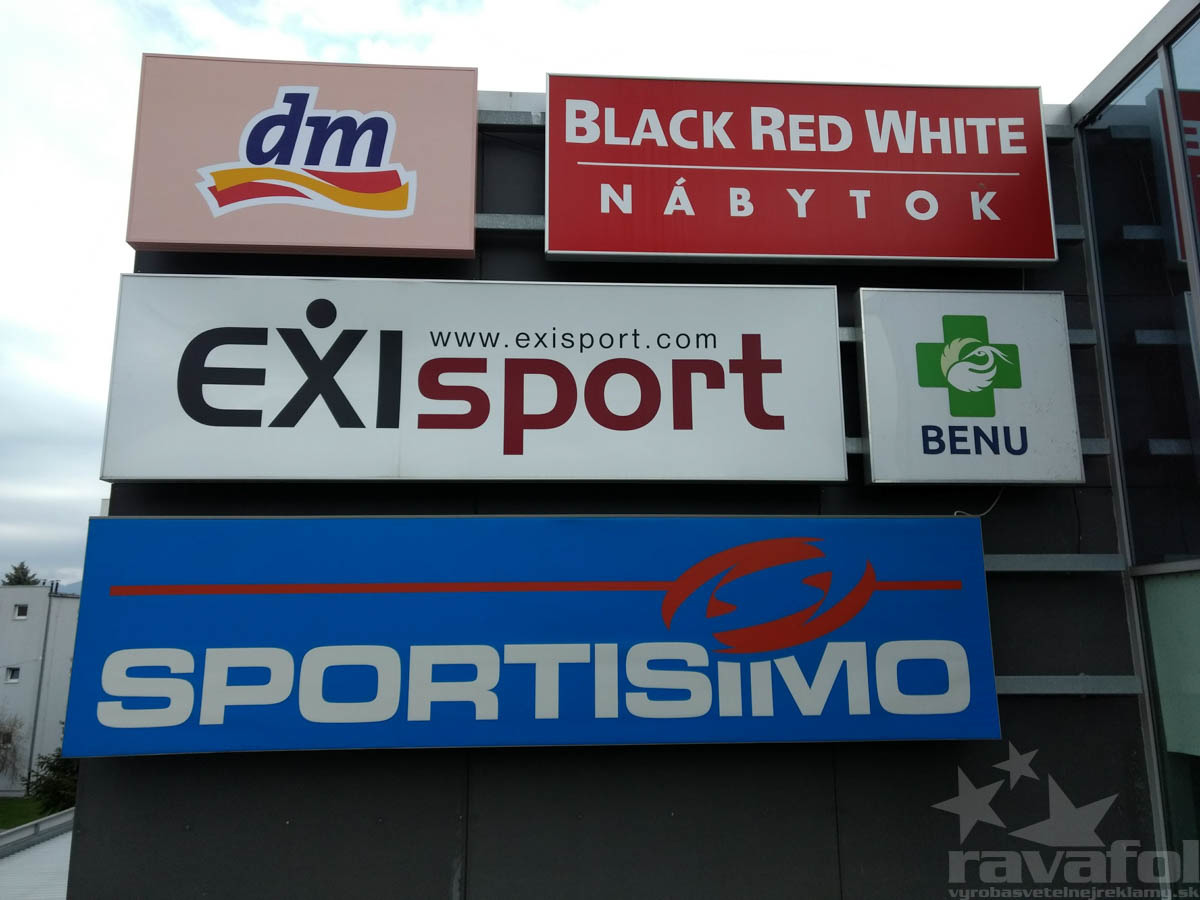 dm
BLACK RED WHITE
NÁBYTOK
www.exisport.com
EXIsport
BENU
SPORTISIMO
ravafol
vyrobasvetelnejreklamy.sk